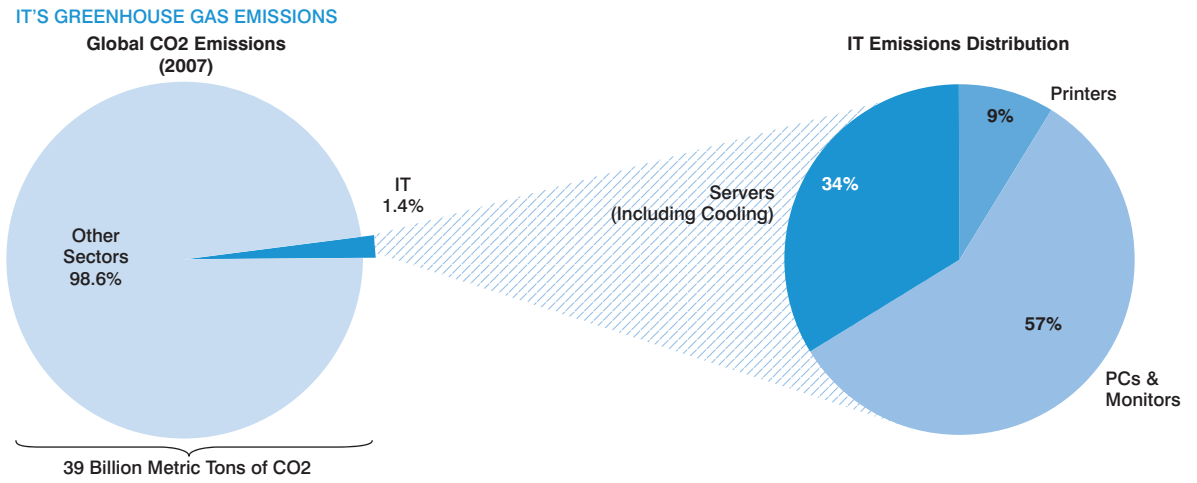 IT'S GREENHOUSE GAS EMISSIONS
Global CO2 Emissions
(2007)
IT
1.4%
Other
Sectors
98.6%
39 Billion Metric Tons of CO2
IT Emissions Distribution
Printers
9%
Servers
(Including Cooling)
34%
57%
PCs &
Monitors